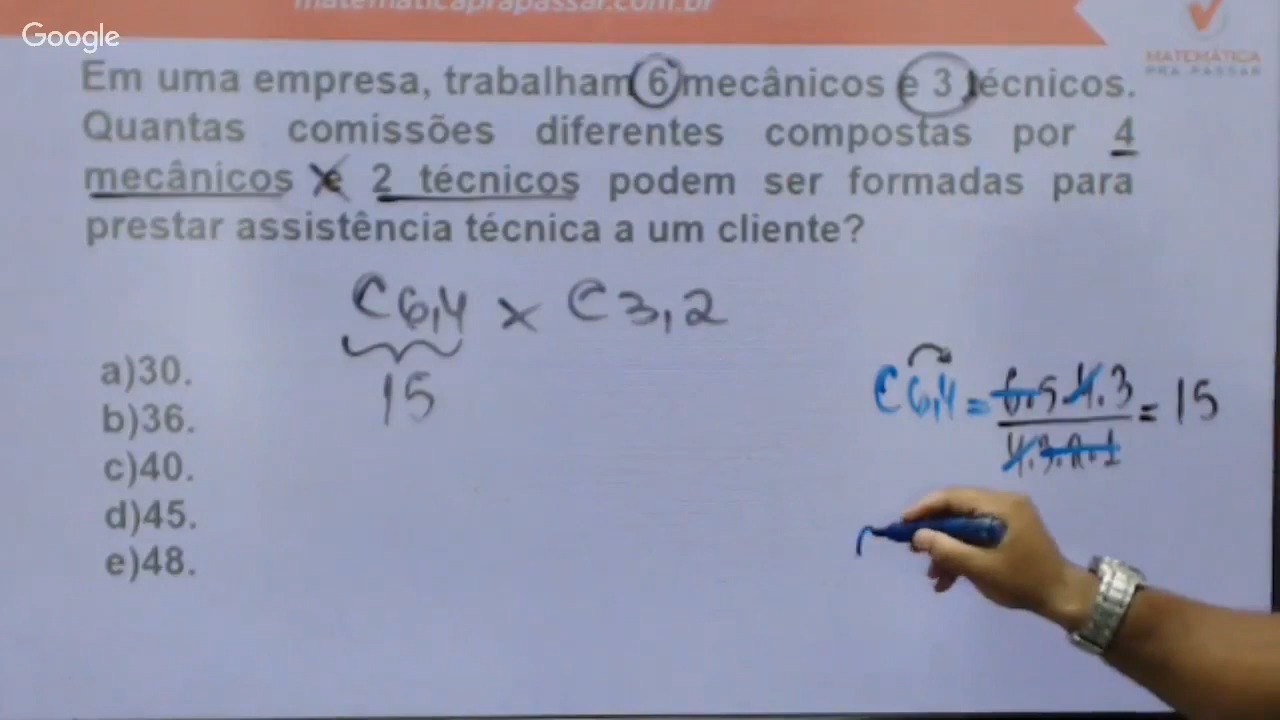 matematicaprapassar.com.br
Google
MATEMÁTICA
PRA PASSAR
Em uma empresa, trabalham 6 mecânicos e 3 técnicos.
Quantas comissões diferentes compostas por 4
mecânicos e 2 técnicos podem ser formadas para
prestar assistência técnica a um cliente?
C6,4 x C3,2
15
a)30.
b)36.
c)40.
d)45.
e)48.
C6,4 = 6.5.4.3 = 15
4.3.2.1